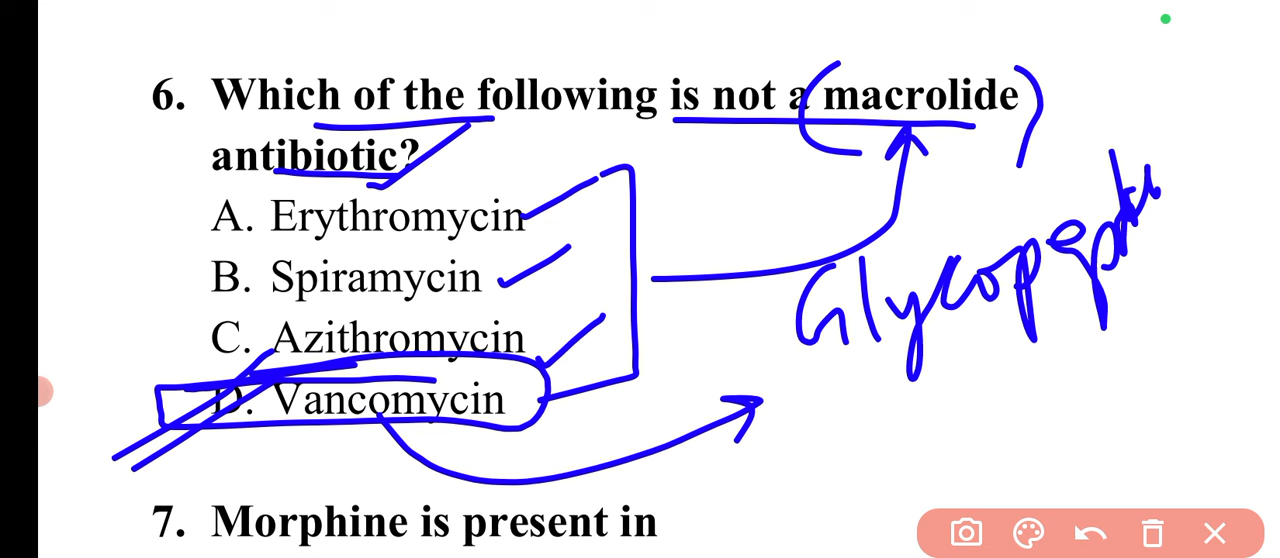 6. Which of the following is not a macrolide
antibiotic?
A. Erythromycin
B. Spiramycin
C. Azithromycin
D. Vancomycin
7. Morphine is present in